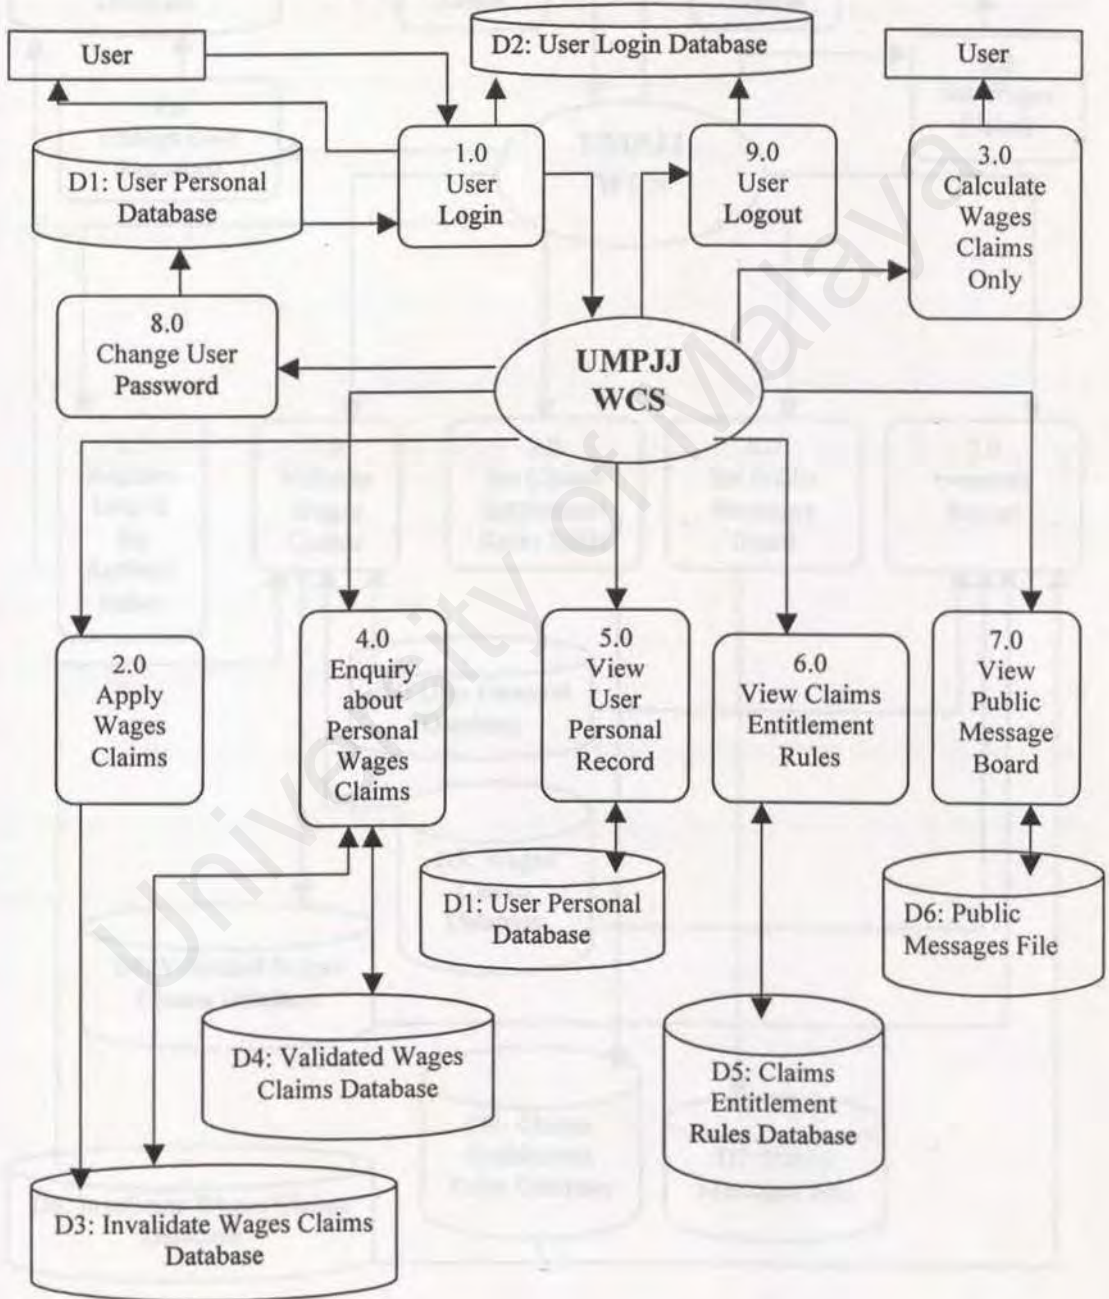 User
D2: User Login Database
User
D1: User Personal
Database
1.0
User
Login
9.0
User
Logout
3.0
Calculate
Wages
Claims
Only
8.0
Change User
Password
UMPJJ
WCS
2.0
Apply
Wages
Claims
4.0
Enquiry
about
Personal
Wages
Claims
5.0
View
User
Personal
Record
6.0
View Claims
Entitlement
Rules
7.0
View
Public
Message
Board
D1: User Personal
Database
D6: Public
Messages File
D4: Validated Wages
Claims Database
D5: Claims
Entitlement
Rules Database
D3: Invalidate Wages Claims
Database
University of Malaya